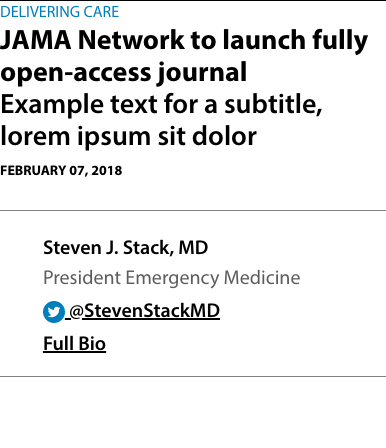 DELIVERING CARE
JAMA Network to launch fully
open-access journal
Example text for a subtitle,
lorem ipsum sit dolor
FEBRUARY 07, 2018
Steven J. Stack, MD
President Emergency Medicine
@StevenStackMD
Full Bio